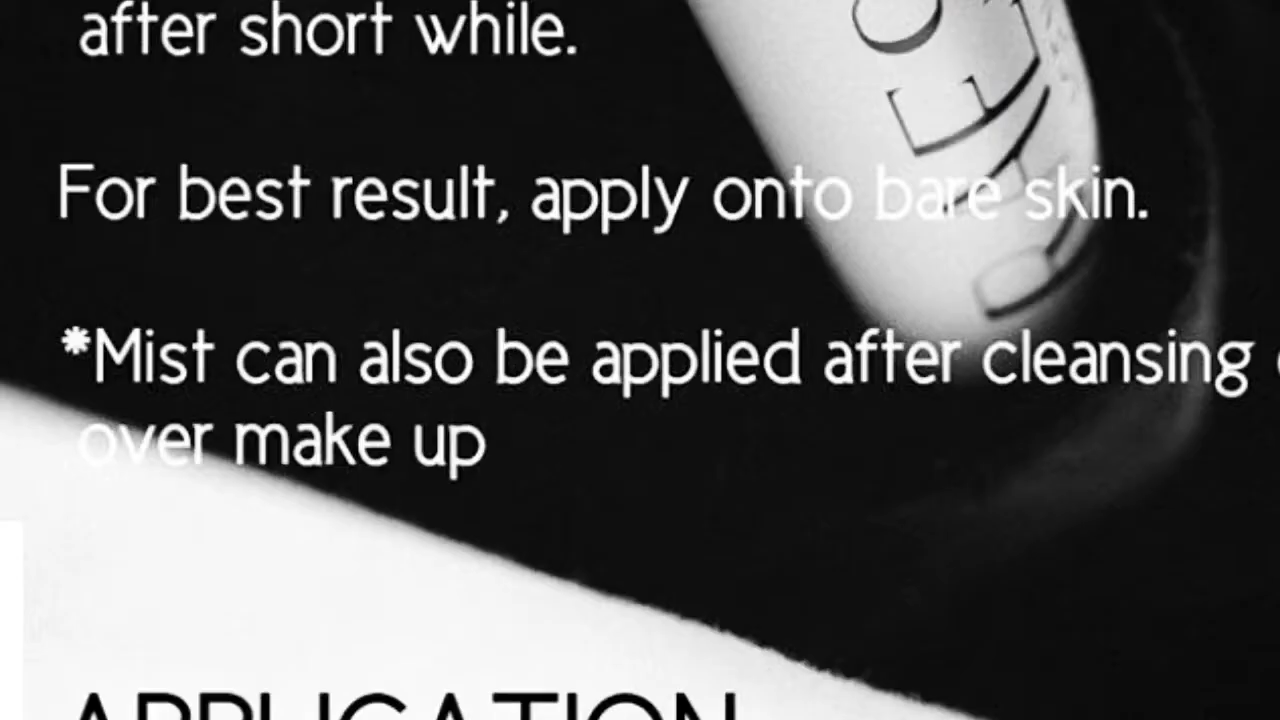 after short while.
For best result, apply onto bare skin.
*Mist can also be applied after cleansing
over make up
APPLICATION